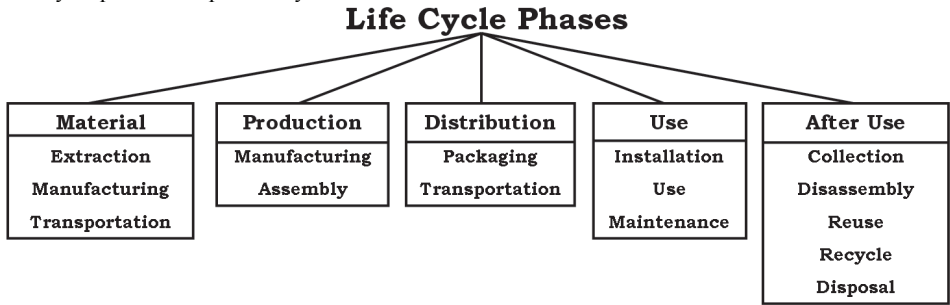 Life Cycle Phases
Material
Extraction
Manufacturing
Transportation
Production
Manufacturing
Assembly
Distribution
Packaging
Transportation
Use
Installation
Use
Maintenance
After Use
Collection
Disassembly
Reuse
Recycle
Disposal